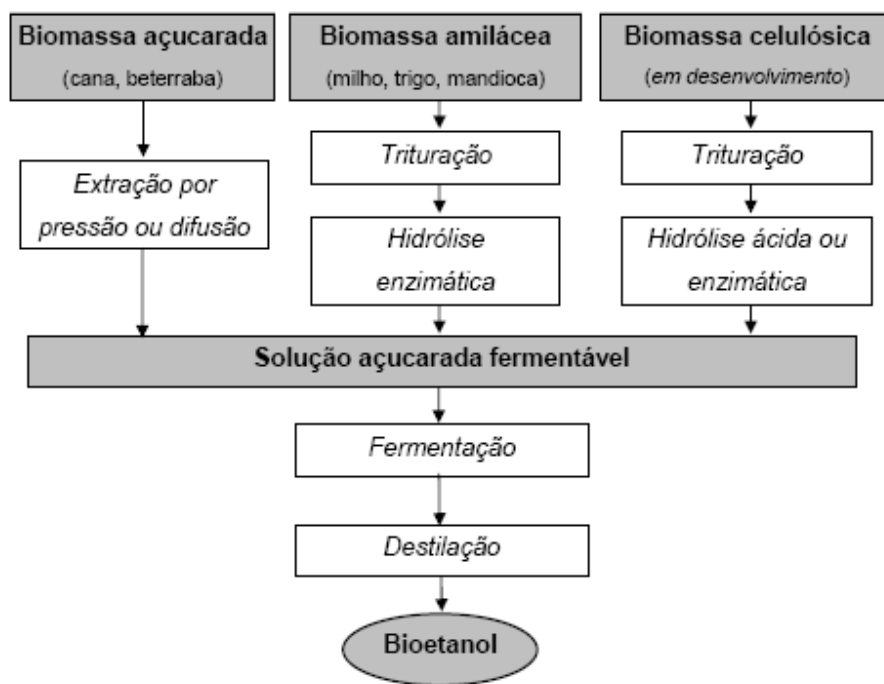 Biomassa açucarada
(cana, beterraba)
Biomassa amilácea
(milho, trigo, mandioca)
Biomassa celulósica
(em desenvolvimento)
Extração por
pressão ou difusão
Trituração
Hidrólise
enzimática
Trituração
Hidrólise ácida ou
enzimática
Solução açucarada fermentável
Fermentação
Destilação
Bioetanol